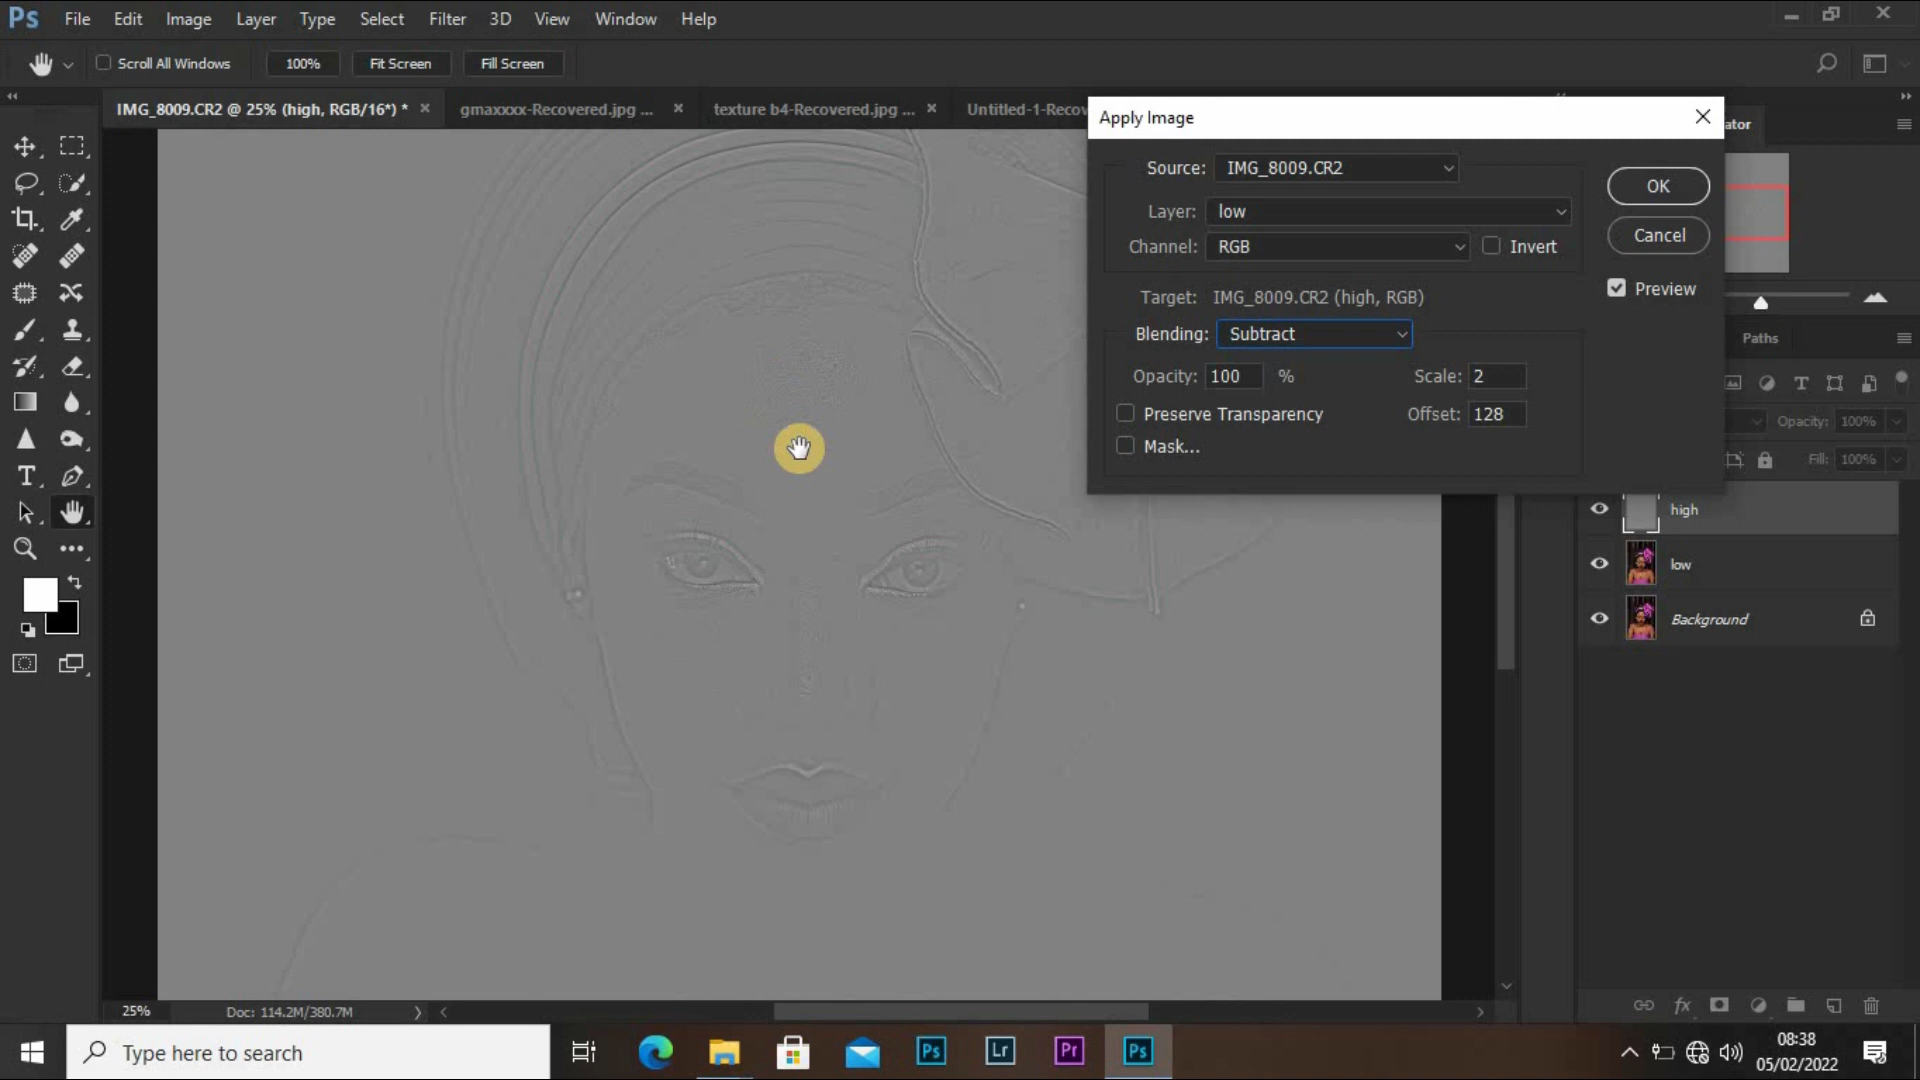 Ps File Edit Image Layer Type Select Filter 3D View Window Help
Scroll All Windows 100% Fit Screen Fill Screen
IMG_8009.CR2 @ 25% (high, RGB/16*) * gmaxxxx-Recovered.jpg ... texture b4-Recovered.jpg ... Untitled-1-Recov
Apply Image
ator
Source: IMG_8009.CR2
OK
Layer: low
Cancel
Channel: RGB Invert
Preview
Target: IMG_8009.CR2 (high, RGB)
Blending: Subtract
Paths
Opacity: 100 % Scale: 2
Preserve Transparency Offset: 128
Mask...
Opacity: 100%
Fill: 100%
high
low
Background
25% Doc: 114.2M/380.7M
Type here to search
Ps Lr Pr Ps
08:38
05/02/2022